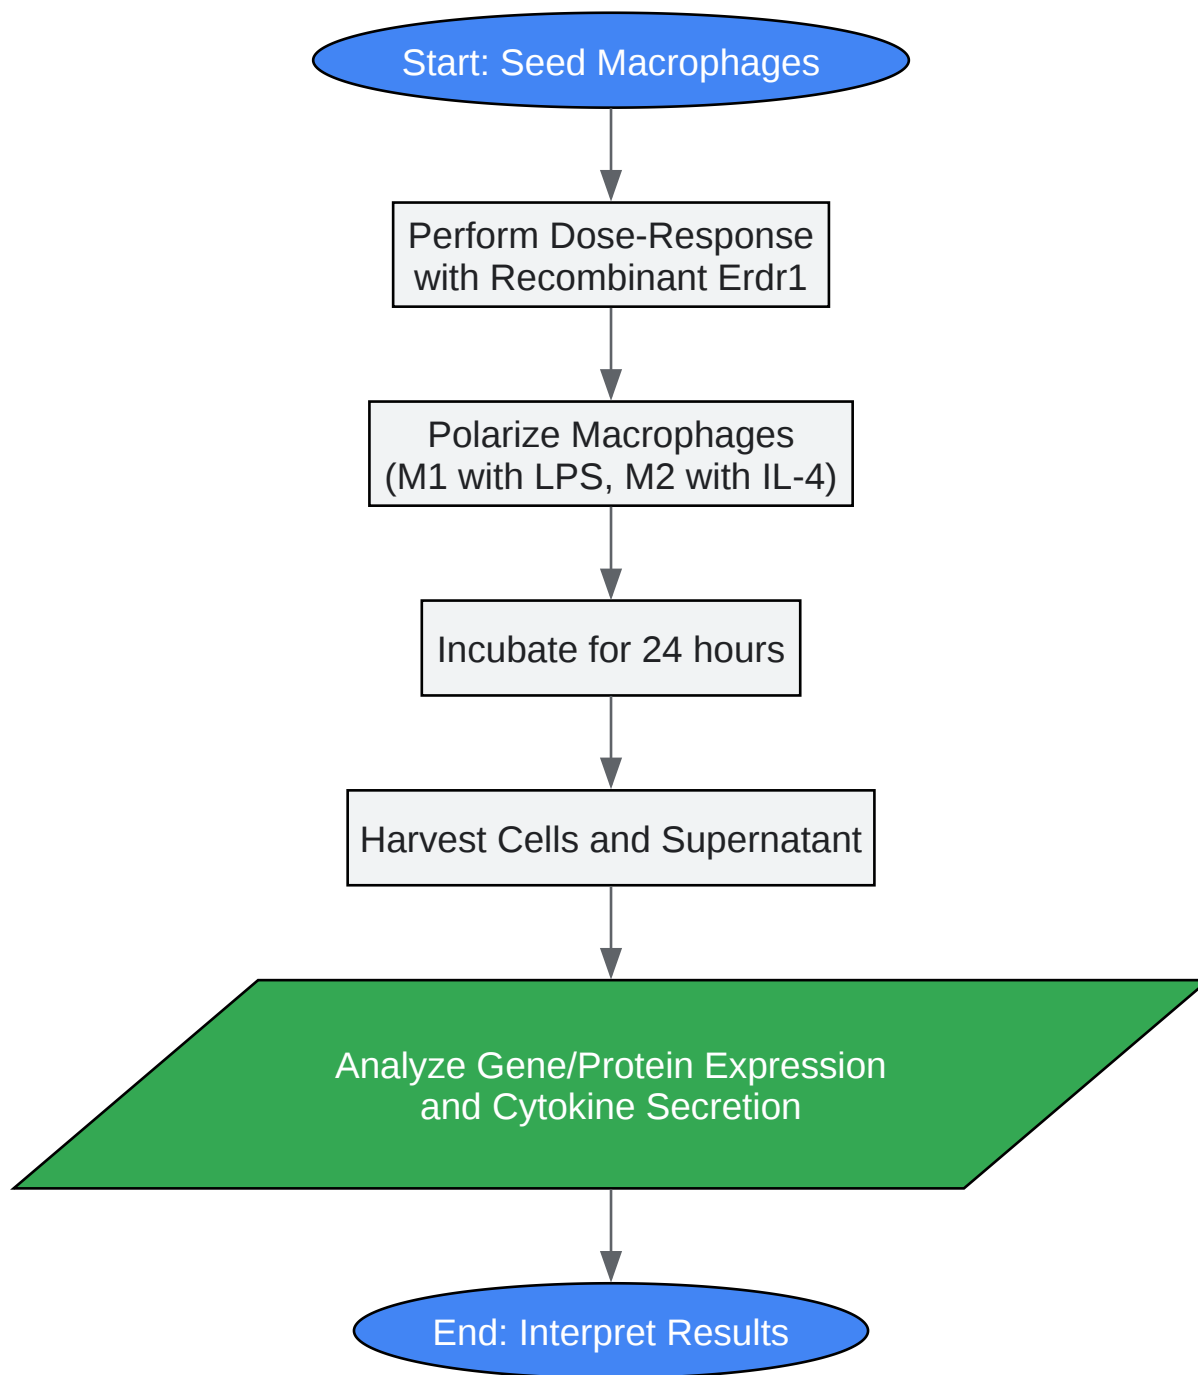 Start: Seed Macrophages
Perform Dose-Response
with Recombinant Erdr1
Polarize Macrophages
(M1 with LPS, M2 with IL-4)
Incubate for 24 hours
Harvest Cells and Supernatant
Analyze Gene/Protein Expression
and Cytokine Secretion
End: Interpret Results